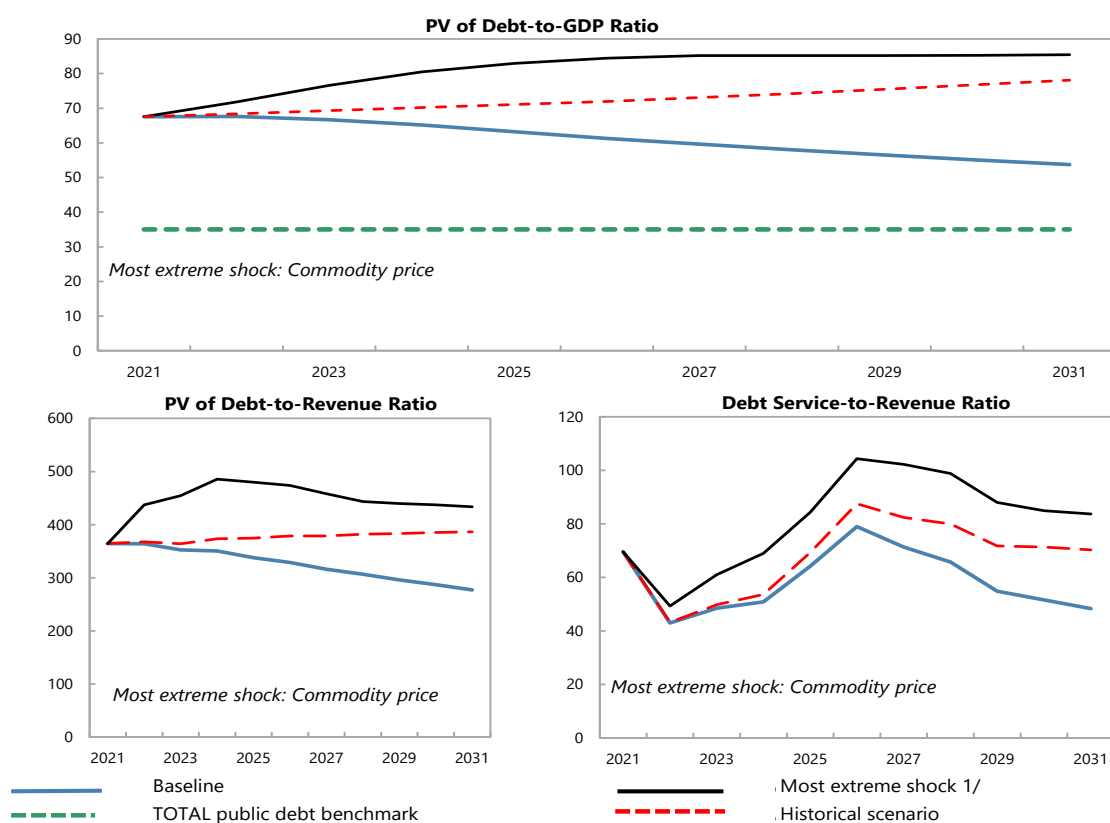 PV of Debt-to-GDP Ratio
90
80
70
60
50
40
30
20
10
0
Most extreme shock: Commodity price
2021 2023 2025 2027 2029 2031
PV of Debt-to-Revenue Ratio
600
500
400
300
200
100
0
Most extreme shock: Commodity price
2021 2023 2025 2027 2029 2031
Debt Service-to-Revenue Ratio
120
100
80
60
40
20
0
Most extreme shock: Commodity price
2021 2023 2025 2027 2029 2031
Baseline
Most extreme shock 1/
TOTAL public debt benchmark
Historical scenario